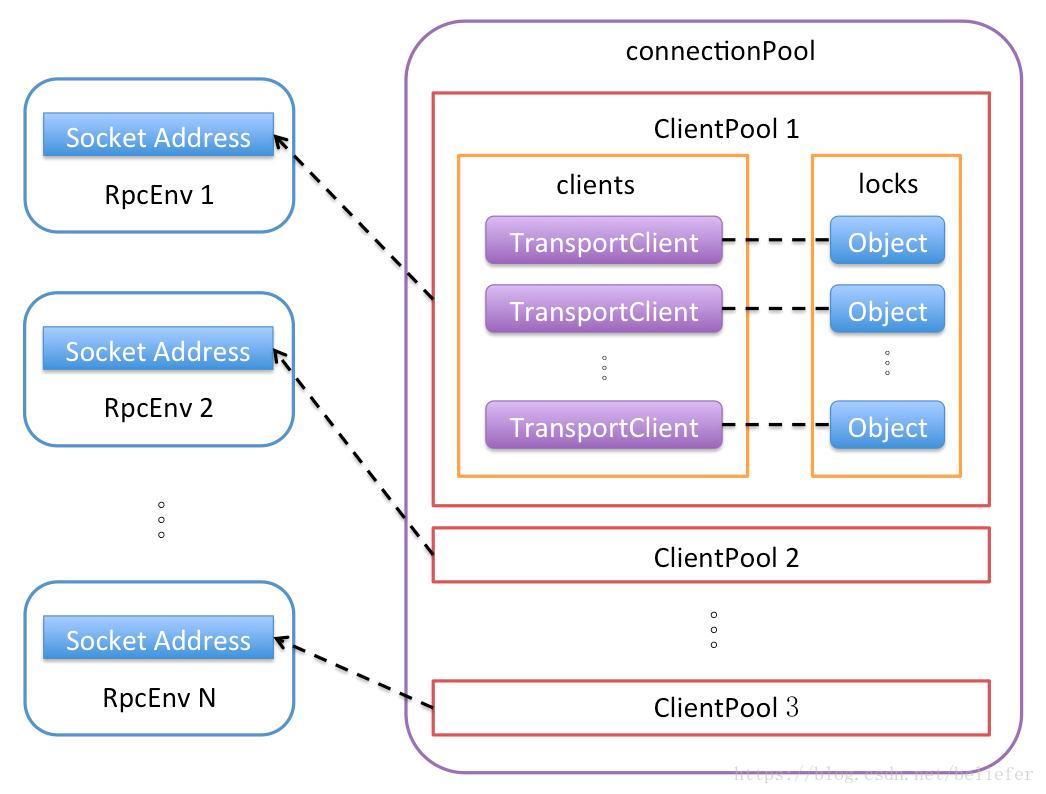 connectionPool
Socket Address
RpcEnv 1
Socket Address
RpcEnv 2
Socket Address
RpcEnv N
ClientPool 1
clients
locks
TransportClient
Object
TransportClient
Object
TransportClient
Object
ClientPool 2
ClientPool 3
https://blog.csdn.net/beliefer